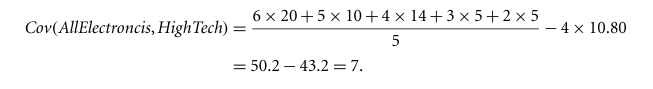 Cov(AllElectroncis, HighTech) = \frac{6 × 20 + 5 × 10 + 4 × 14 + 3 × 5 + 2 × 5}{5} − 4 × 10.80
= 50.2 − 43.2 = 7.